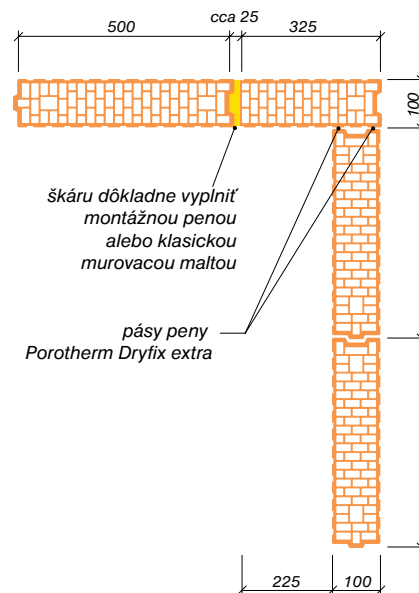 500
cca 25
325
100
škáru dôkladne vyplniť
montážnou penou
alebo klasickou
murovacou maltou
pásy peny
Porotherm Dryfix extra
225
100